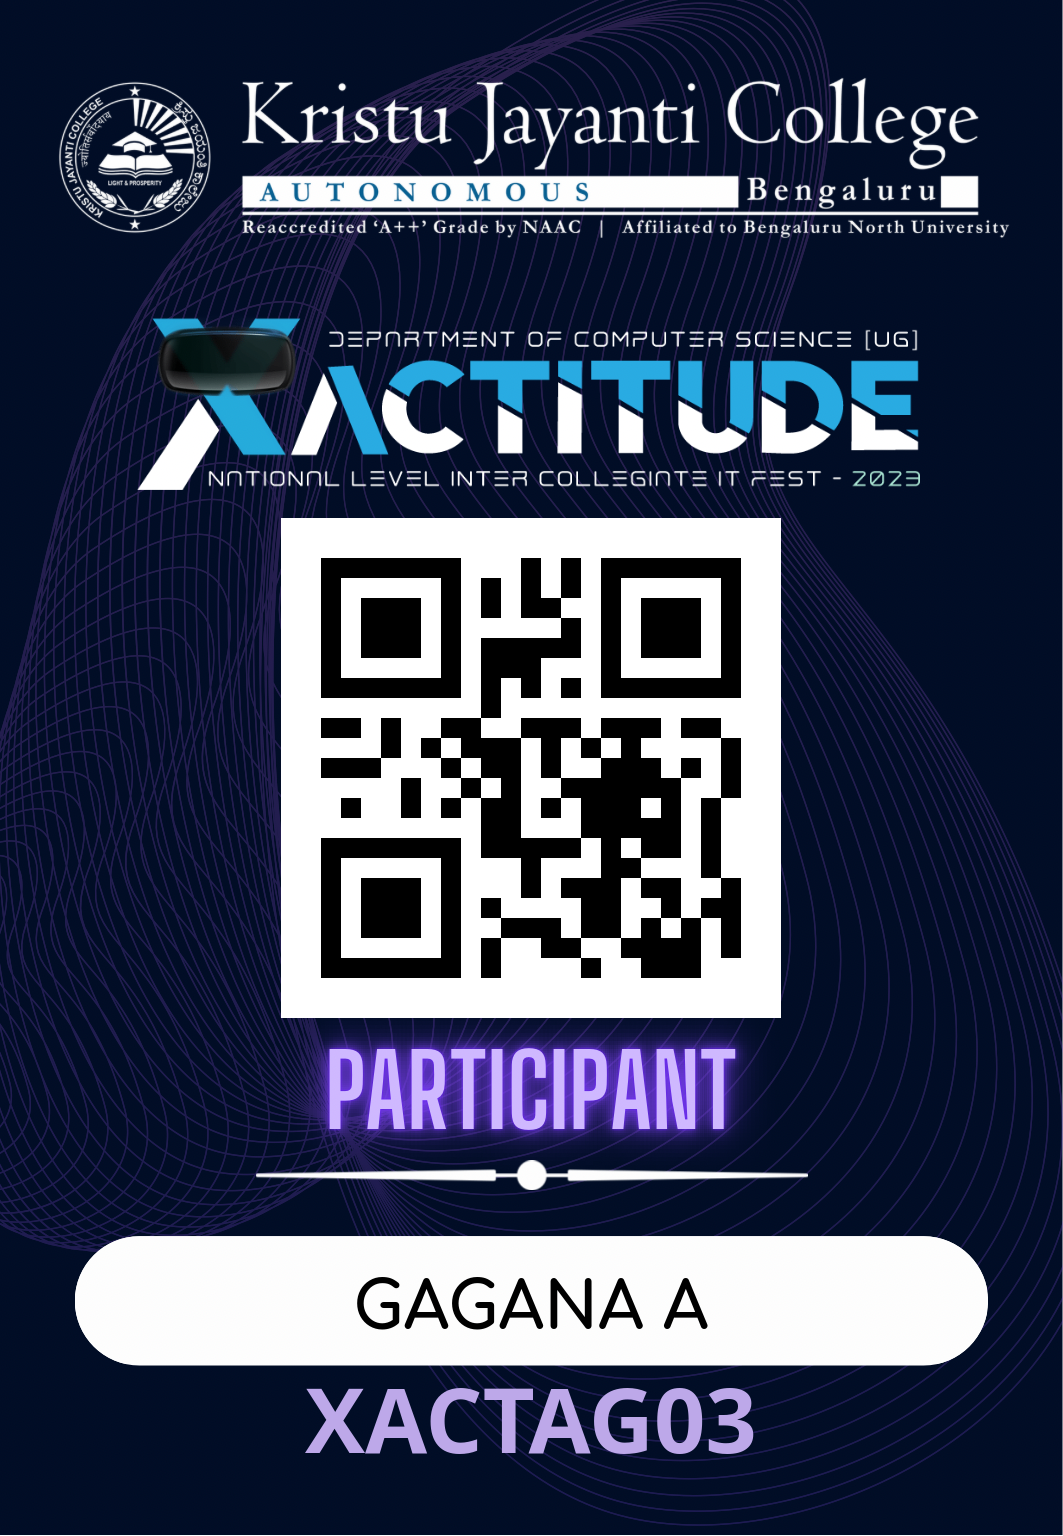 KRISTU JAYANTI COLLEGE
ज्योतिसंवादयाय
LIGHT & PROSPERITY
Kristu Jayanti College
AUTONOMOUS Bengaluru
Reaccredited ‘A++’ Grade by NAAC | Affiliated to Bengaluru North University
DEPARTMENT OF COMPUTER SCIENCE [UG]
XACTITUDE
NATIONAL LEVEL INTER COLLEGIATE IT FEST - 2023
PARTICIPANT
GAGANA A
XACTAG03